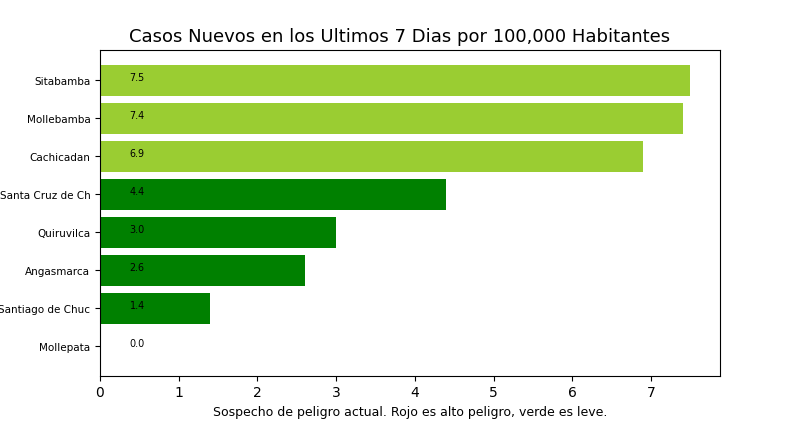 Casos Nuevos en los Ultimos 7 Dias por 100,000 Habitantes
Sitabamba 7.5
Mollebamba 7.4
Cachicadan 6.9
Santa Cruz de Ch 4.4
Quiruvilca 3.0
Angasmarca 2.6
Santiago de Chuc 1.4
Mollepata 0.0
0 1 2 3 4 5 6 7
Sospecho de peligro actual. Rojo es alto peligro, verde es leve.